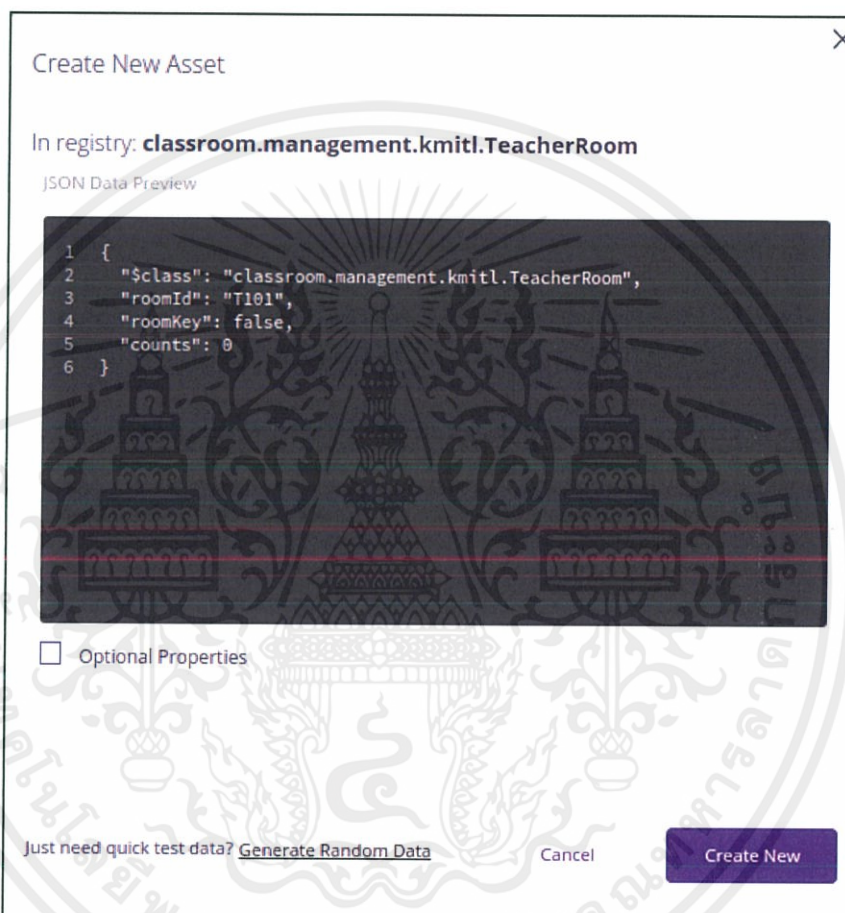 Create New Asset
In registry: classroom.management.kmitl.TeacherRoom
JSON Data Preview
1 {
2 "$class": "classroom.management.kmitl.TeacherRoom",
3 "roomId": "T101",
4 "roomKey": false,
5 "counts": 0
6 }
Optional Properties
Just need quick test data? Generate Random Data
Cancel
Create New